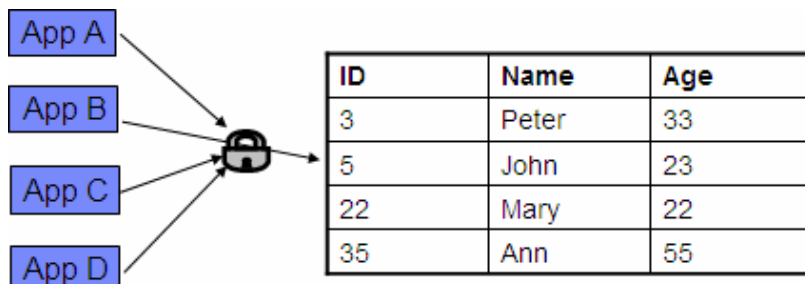 App A
App B
App C
App D
ID Name Age
3 Peter 33
5 John 23
22 Mary 22
35 Ann 55